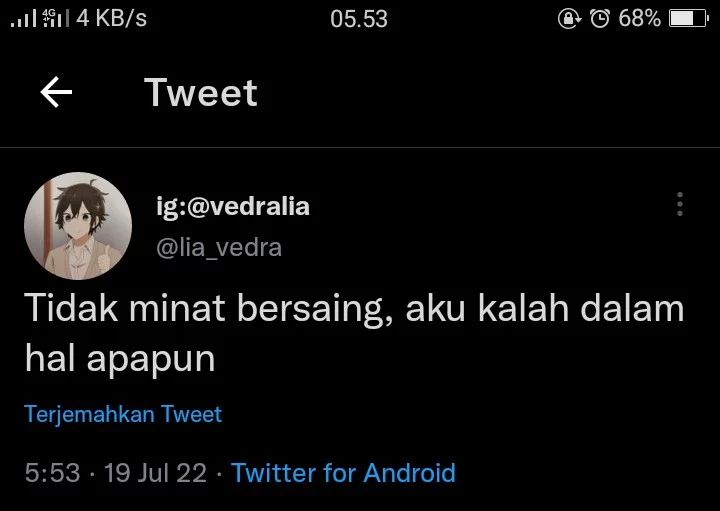 4G 4 KB/s 05.53 68%
Tweet
ig:@vedralia
@lia_vedra
Tidak minat bersaing, aku kalah dalam
hal apapun
Terjemahkan Tweet
5:53 · 19 Jul 22 · Twitter for Android